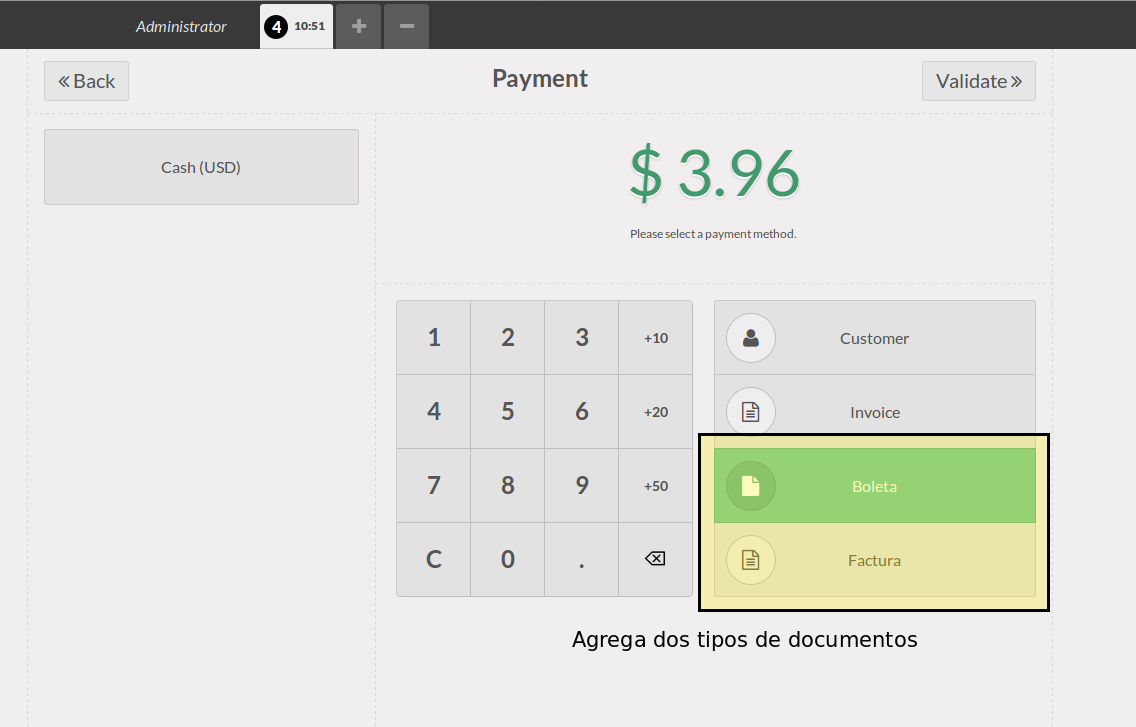 Administrator
4 10:51
Back
Payment
Validate
Cash (USD)
$ 3.96
Please select a payment method.
1 2 3 +10
Customer
4 5 6 +20
Invoice
7 8 9 +50
Boleta
C 0 .
Factura
Agrega dos tipos de documentos